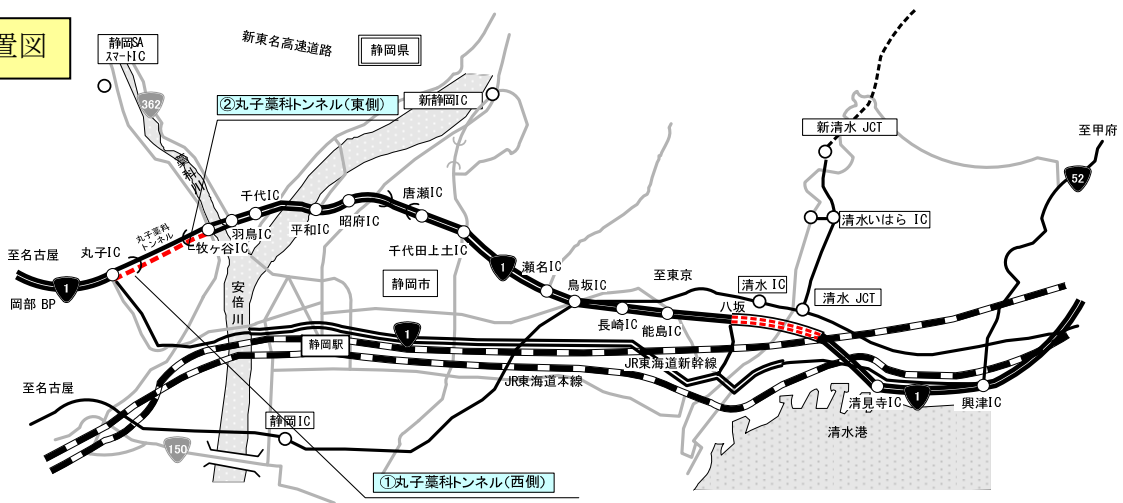 置図
静岡SA
スマートIC
新東名高速道路
静岡県
362
②丸子藁科トンネル(東側)
新静岡IC
新清水 JCT
至甲府
52
藁科川
千代IC
唐瀬 IC
羽鳥IC
平和IC
昭府IC
清水いはら IC
丸子藁科
トンネル
牧ヶ谷IC
千代田上土IC
至名古屋
丸子IC
1
岡部 BP
安倍川
静岡市
1
瀬名IC
鳥坂IC
至東京
清水 IC
清水 JCT
長崎IC
能島IC
八坂
静岡駅
1
JR東海道新幹線
JR東海道本線
至名古屋
静岡IC
150
清見寺IC
1
興津IC
清水港
①丸子藁科トンネル(西側)